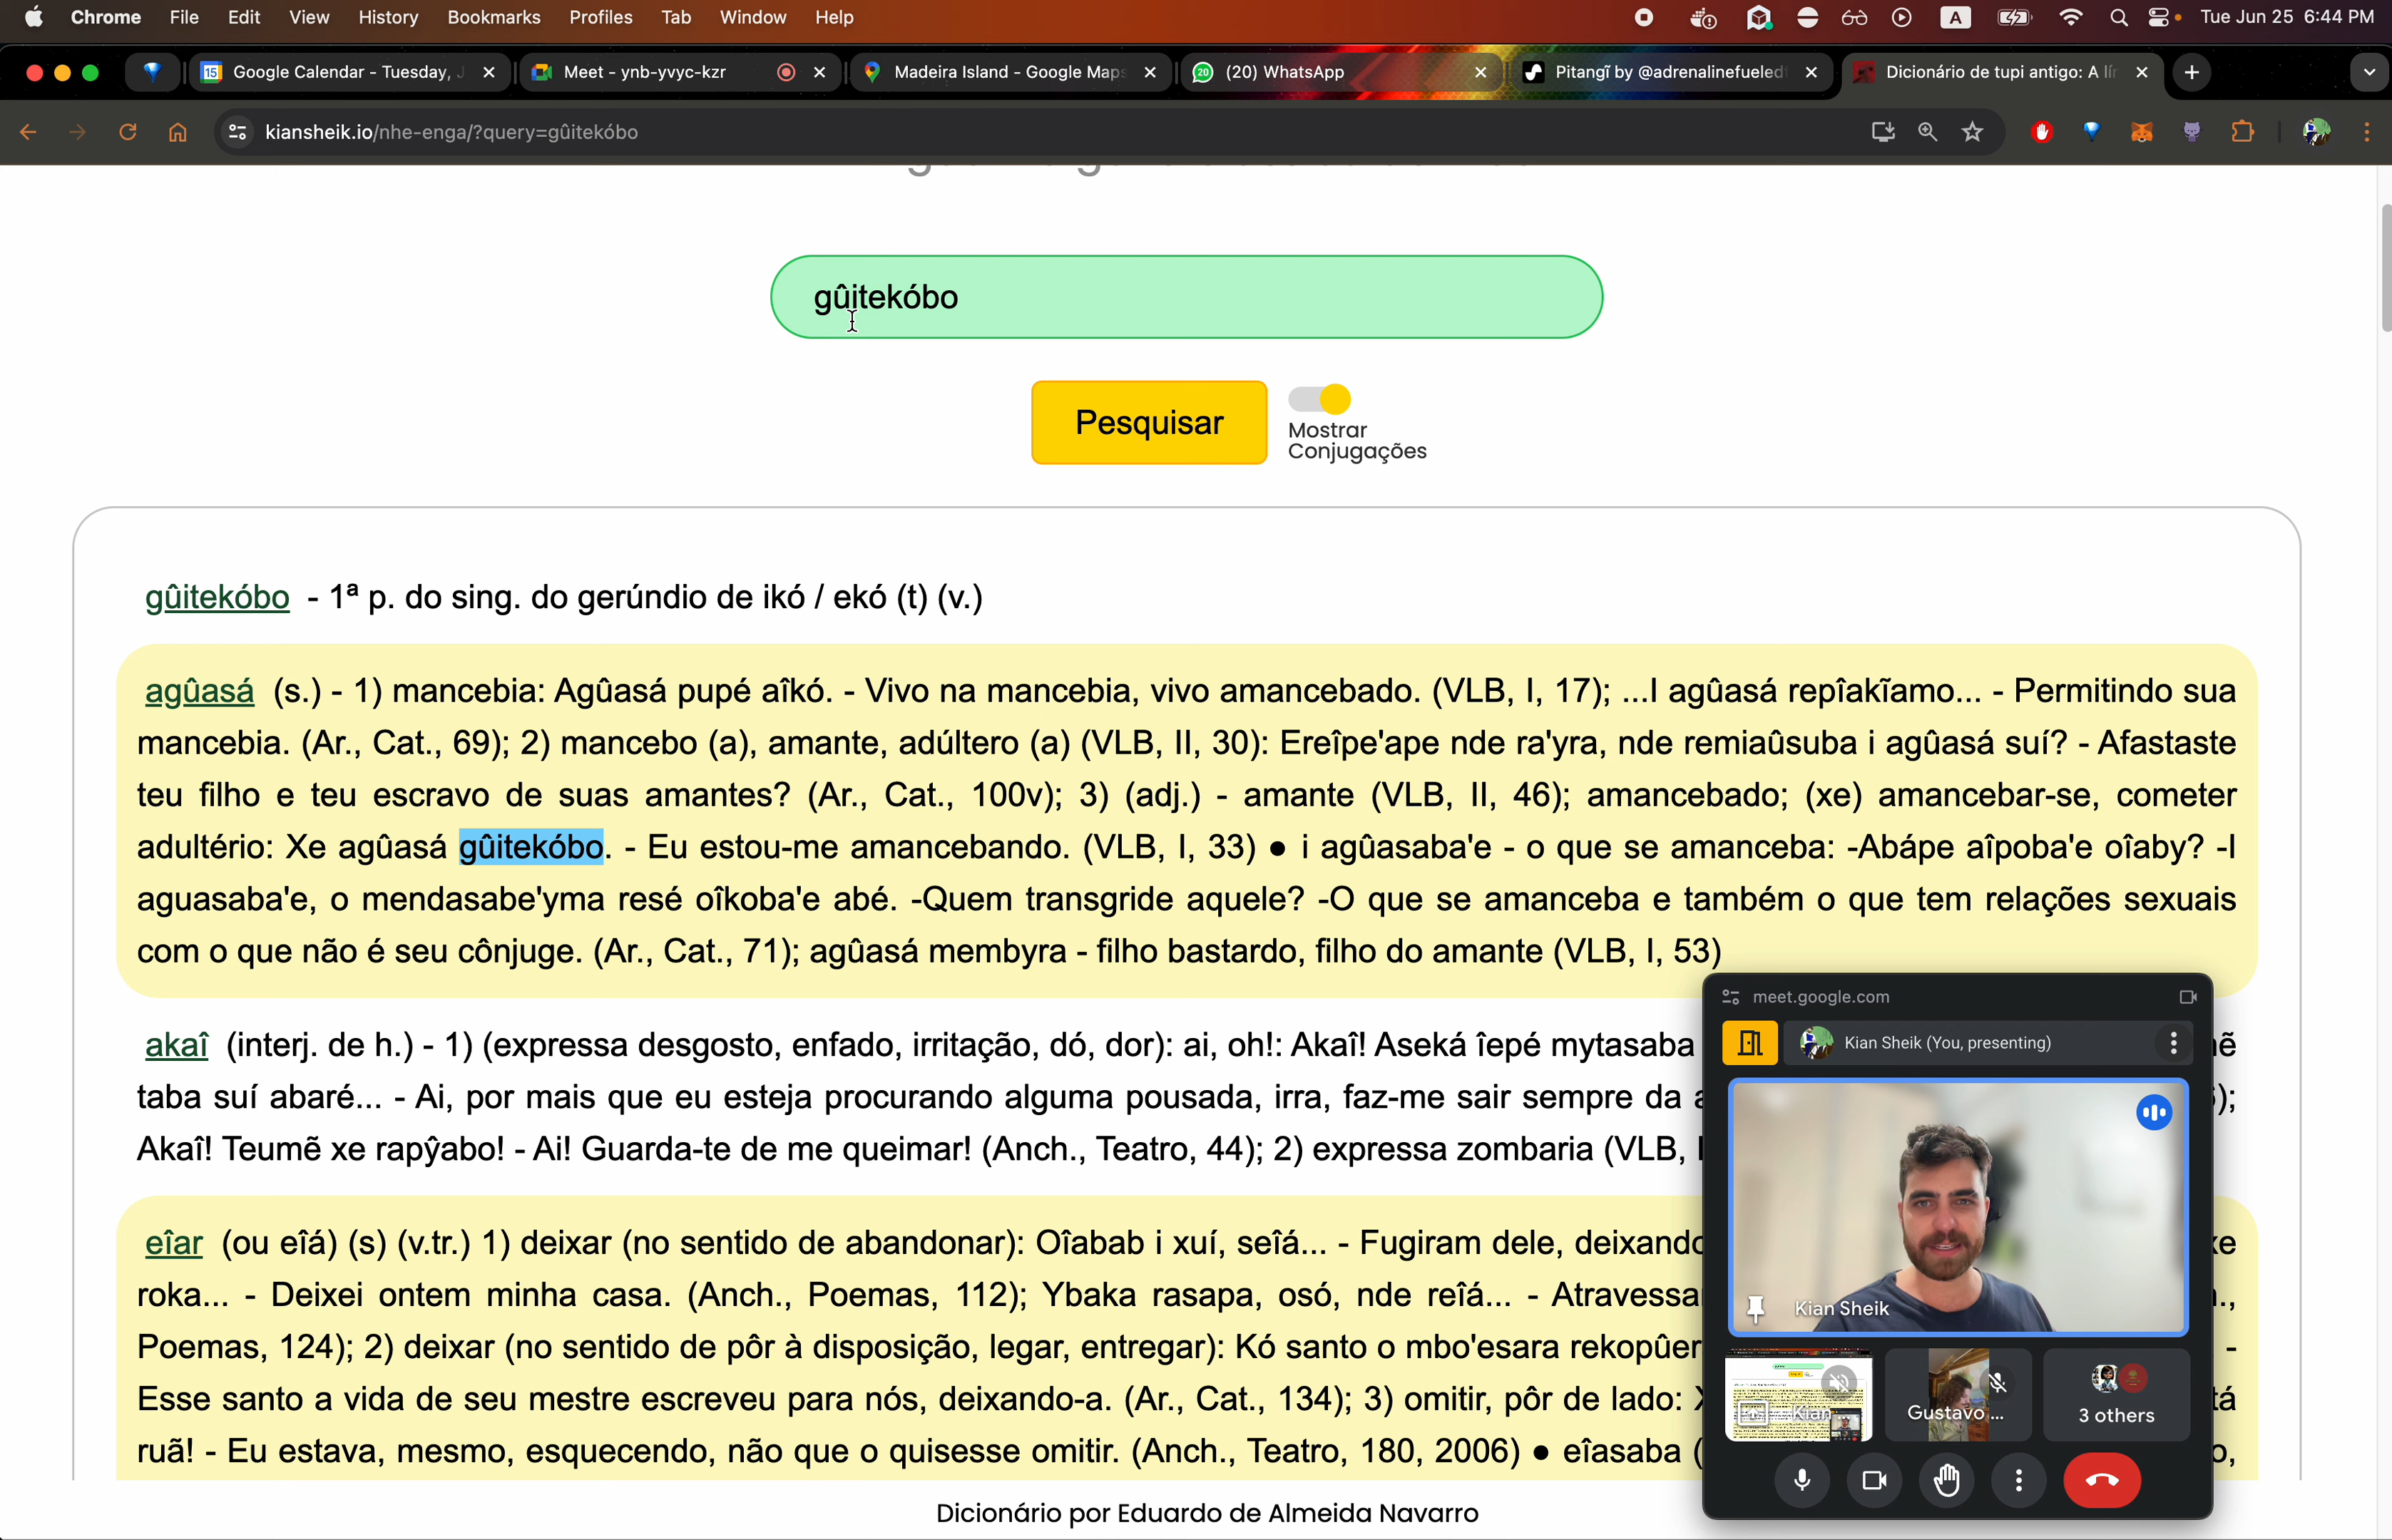 Chrome File Edit View History Bookmarks Profiles Tab Window Help A Tue Jun 25 6:44 PM
15 Google Calendar - Tuesday, J
Meet - ynb-yvyc-kzr
Madeira Island - Google Maps
20 (20) WhatsApp
Pitangĩ by @adrenalinefueled
Dicionário de tupi antigo: A lí
kiansheik.io/nhe-enga/?query=gûitekóbo
gûitekóbo
Pesquisar
Mostrar
Conjugações
gûitekóbo - 1ª p. do sing. do gerúndio de ikó / ekó (t) (v.)
agûasá (s.) - 1) mancebia: Agûasá pupé aîkó. - Vivo na mancebia, vivo amancebado. (VLB, I, 17); ...I agûasá repîakĩamo... - Permitindo sua
mancebia. (Ar., Cat., 69); 2) mancebo (a), amante, adúltero (a) (VLB, II, 30): Ereîpe'ape nde ra'yra, nde remiaûsuba i agûasá suí? - Afastaste
teu filho e teu escravo de suas amantes? (Ar., Cat., 100v); 3) (adj.) - amante (VLB, II, 46); amancebado; (xe) amancebar-se, cometer
adultério: Xe agûasá gûitekóbo. - Eu estou-me amancebando. (VLB, I, 33) ● i agûasaba'e - o que se amanceba: -Abápe aîpoba'e oîaby? -I
aguasaba'e, o mendasabe'yma resé oîkoba'e abé. -Quem transgride aquele? -O que se amanceba e também o que tem relações sexuais
com o que não é seu cônjuge. (Ar., Cat., 71); agûasá membyra - filho bastardo, filho do amante (VLB, I, 53)
akaî (interj. de h.) - 1) (expressa desgosto, enfado, irritação, dó, dor): ai, oh!: Akaî! Aseká îepé mytasaba
taba suí abaré... - Ai, por mais que eu esteja procurando alguma pousada, irra, faz-me sair sempre da );
Akaî! Teumẽ xe rapŷabo! - Ai! Guarda-te de me queimar! (Anch., Teatro, 44); 2) expressa zombaria (VLB,
eîar (ou eîá) (s) (v.tr.) 1) deixar (no sentido de abandonar): Oîabab i xuí, seîá... - Fugiram dele, deixando
roka... - Deixei ontem minha casa. (Anch., Poemas, 112); Ybaka rasapa, osó, nde reîá... - Atravessa .,
Poemas, 124); 2) deixar (no sentido de pôr à disposição, legar, entregar): Kó santo o mbo'esara rekopûer -
Esse santo a vida de seu mestre escreveu para nós, deixando-a. (Ar., Cat., 134); 3) omitir, pôr de lado:
ruã! - Eu estava, mesmo, esquecendo, não que o quisesse omitir. (Anch., Teatro, 180, 2006) ● eîasaba (
Dicionário por Eduardo de Almeida Navarro
meet.google.com
Kian Sheik (You, presenting)
Kian Sheik
Kian
Gustavo ...
3 others